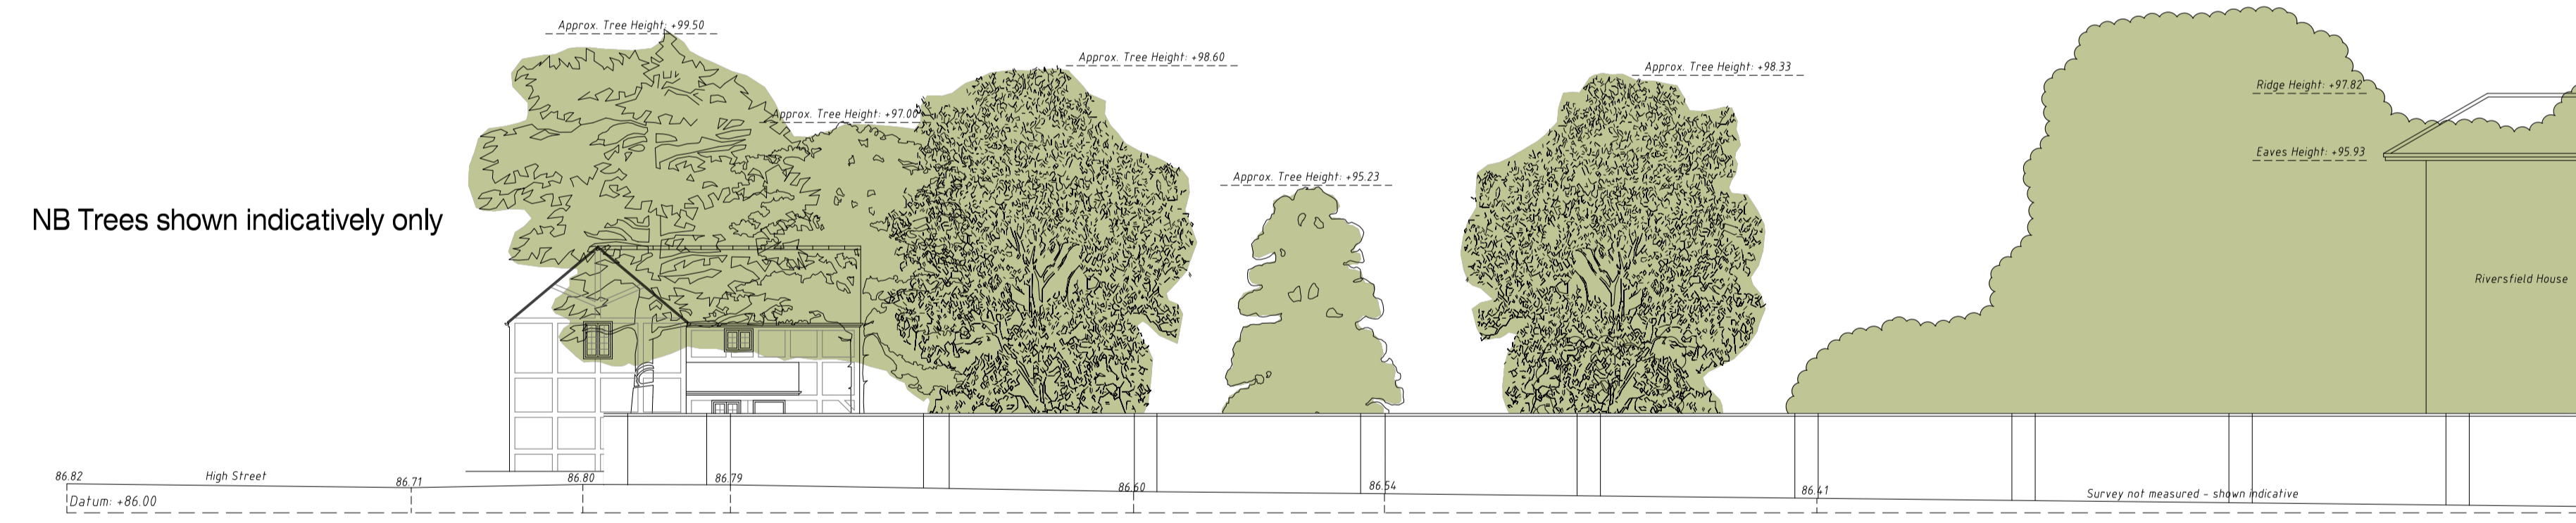 Approx. Tree Height: +99.50
Approx. Tree Height: +98.60
Approx. Tree Height: +98.33
Ridge Height: +97.82
Approx. Tree Height: +97.00
Eaves Height: +95.93
Approx. Tree Height: +95.23
NB Trees shown indicatively only
Riversfield House
86.82
High Street
86.71
86.80
86.79
86.60
86.54
86.41
Survey not measured - shown indicative
Datum: +86.00